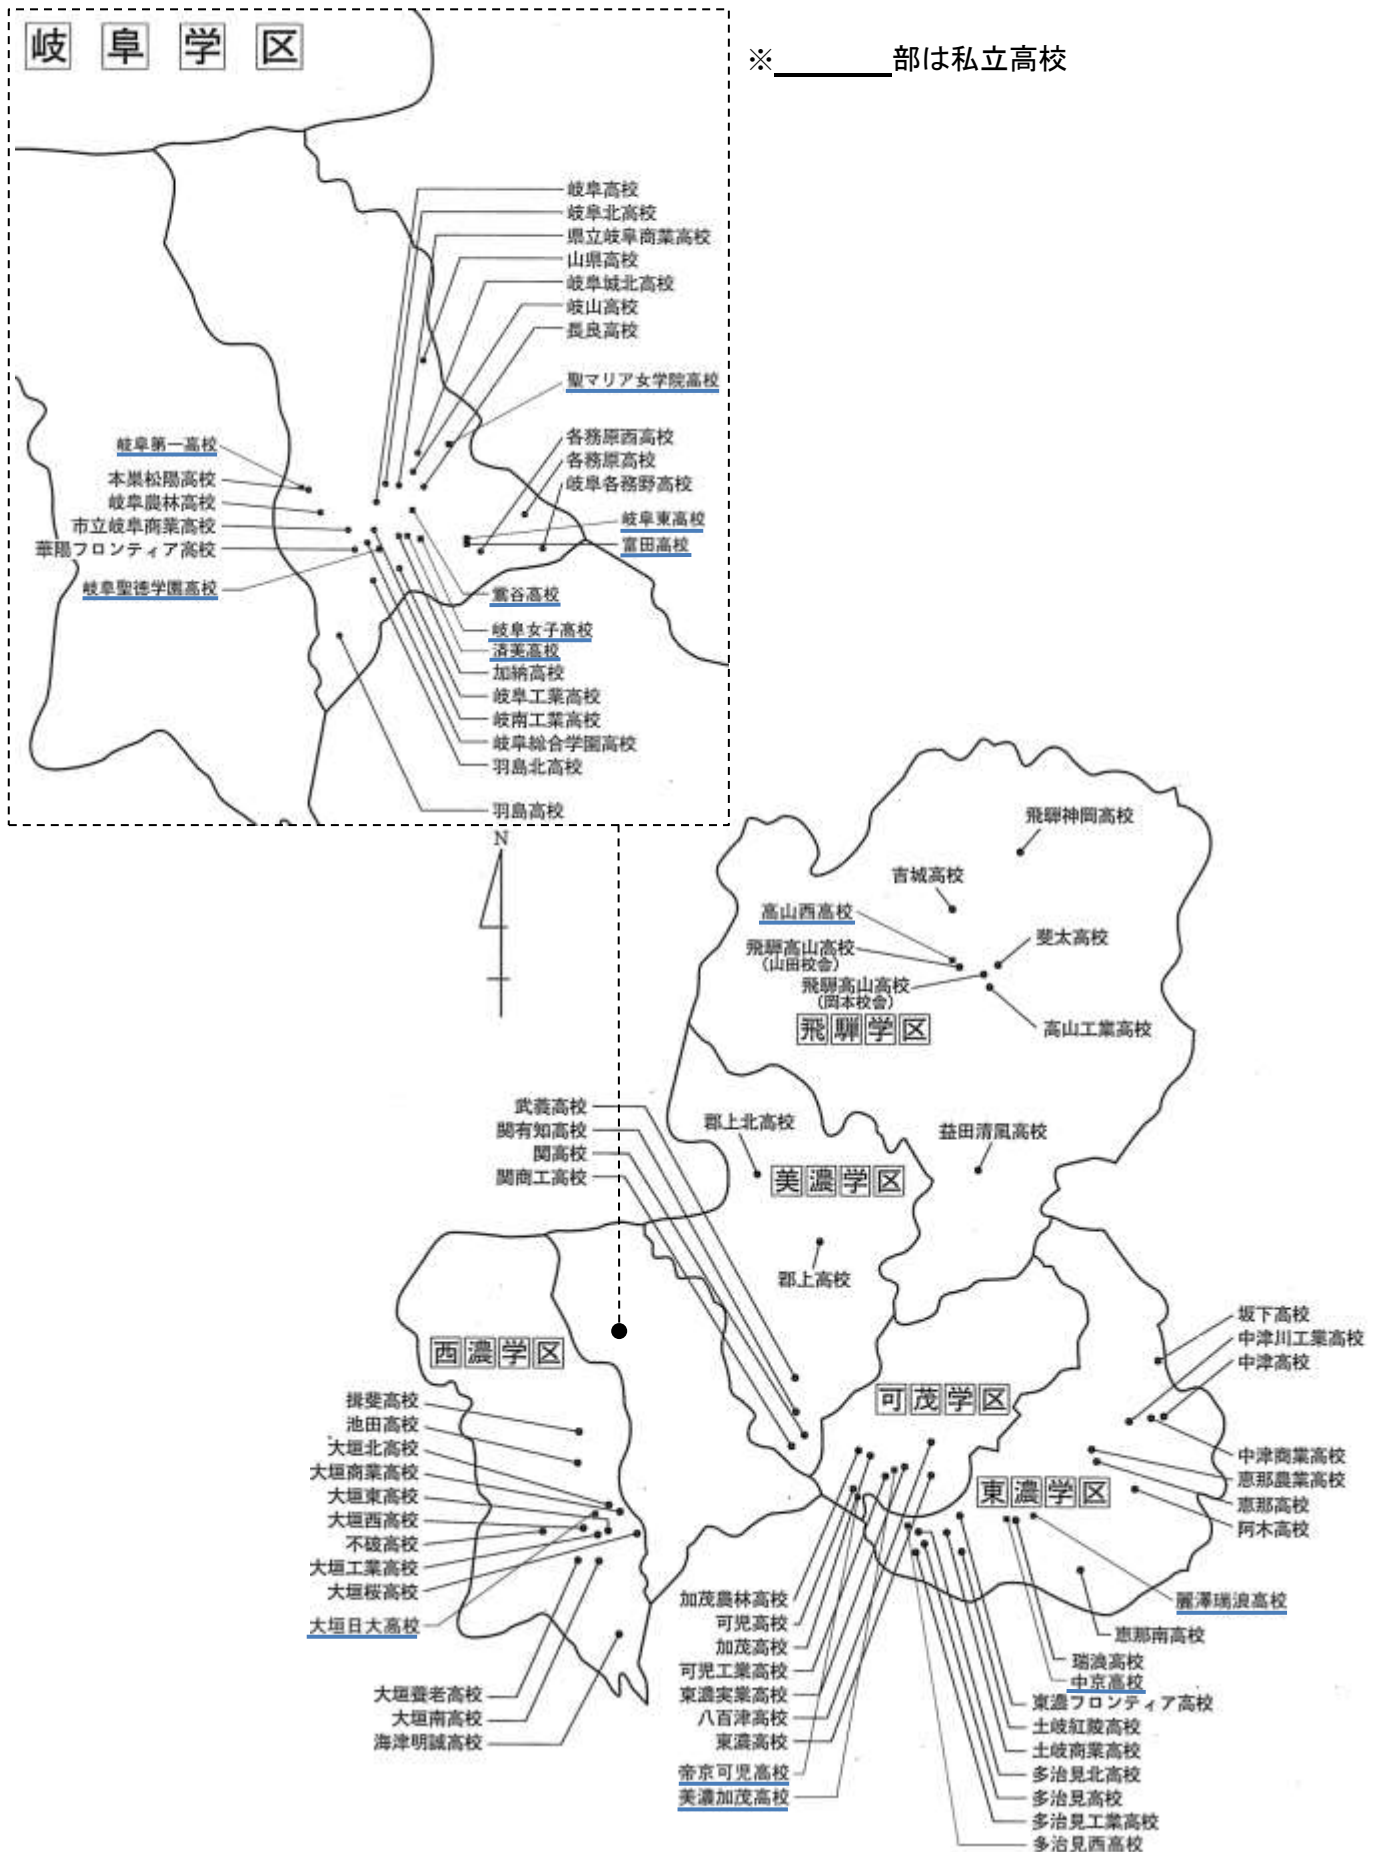 岐阜学区
※　　　　部は私立高校
岐阜高校
岐阜北高校
県立岐阜商業高校
山県高校
岐阜城北高校
岐山高校
長良高校
聖マリア女学院高校
各務原西高校
各務原高校
岐阜各務野高校
岐阜東高校
富田高校
岐阜第一高校
本巣松陽高校
岐阜農林高校
市立岐阜商業高校
華陽フロンティア高校
岐阜聖徳学園高校
鶯谷高校
岐阜女子高校
済美高校
加納高校
岐阜工業高校
岐南工業高校
岐阜総合学園高校
羽島北高校
羽島高校
N
飛騨神岡高校
吉城高校
高山西高校
斐太高校
飛騨高山高校
（山田校舎）
飛騨高山高校
（岡本校舎）
飛騨学区
高山工業高校
武義高校
関有知高校
関高校
関商工高校
郡上北高校
益田清風高校
美濃学区
郡上高校
西濃学区
揖斐高校
池田高校
大垣北高校
大垣商業高校
大垣東高校
大垣西高校
不破高校
大垣工業高校
大垣桜高校
大垣日大高校
大垣養老高校
大垣南高校
海津明誠高校
可茂学区
加茂農林高校
可児高校
加茂高校
可児工業高校
東濃実業高校
八百津高校
東濃高校
帝京可児高校
美濃加茂高校
坂下高校
中津川工業高校
中津高校
中津商業高校
恵那農業高校
恵那高校
阿木高校
東濃学区
麗澤瑞浪高校
恵那南高校
瑞浪高校
中京高校
東濃フロンティア高校
土岐紅陵高校
土岐商業高校
多治見北高校
多治見高校
多治見工業高校
多治見西高校